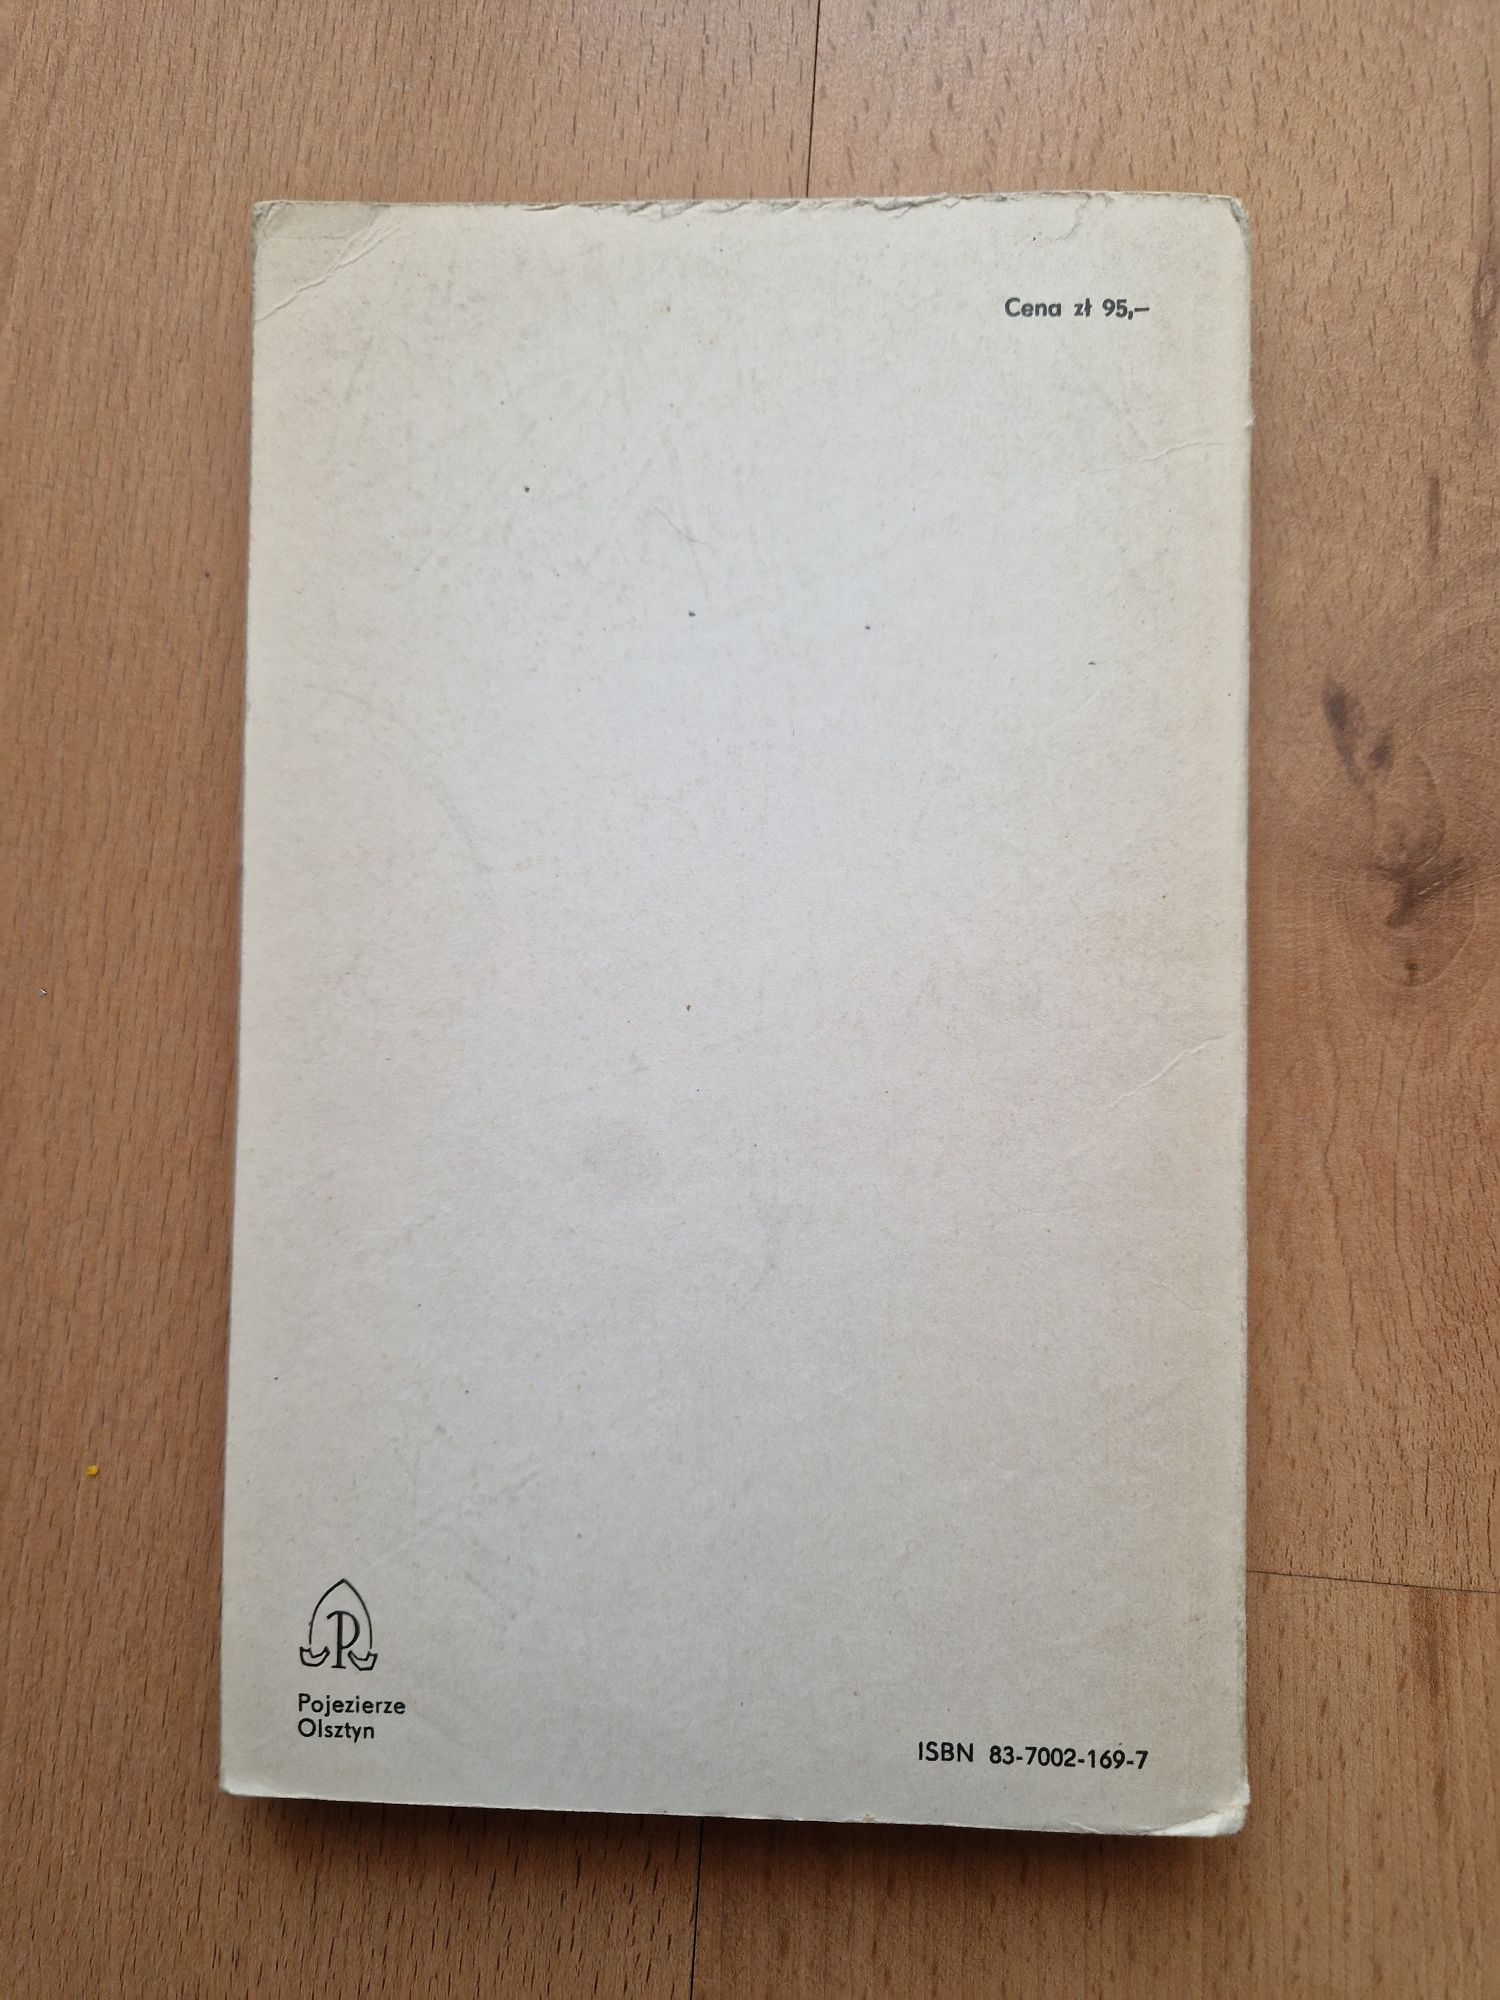 Cena zł 95,—
P
Pojezierze
Olsztyn
ISBN 83-7002-169-7